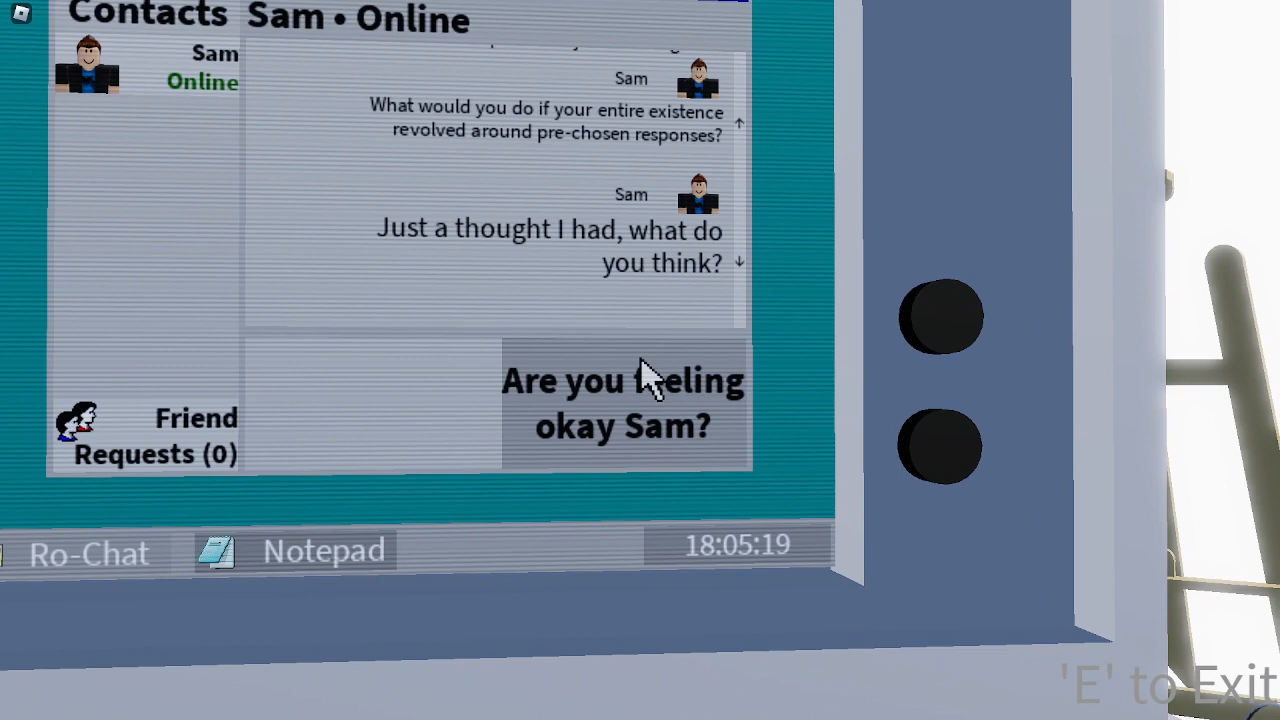 Contacts
Sam • Online
Sam
Online
Sam
What would you do if your entire existence
revolved around pre-chosen responses?
Sam
Just a thought I had, what do
you think?
Friend
Requests (0)
Are you feeling
okay Sam?
Ro-Chat
Notepad
18:05:19
'E' to Exit